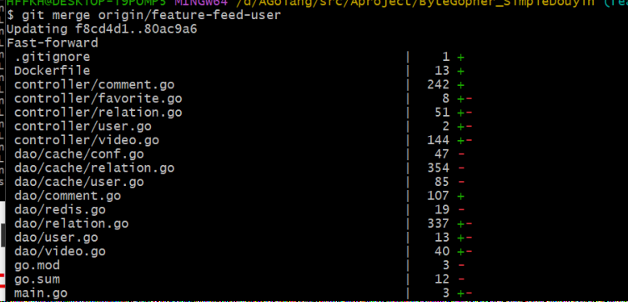 HFFKH@DESKTOP-I9POMP5 MINGW64 /d/AGolang/src/Aproject/ByteGopher_SimpleDouyin
$ git merge origin/feature-feed-user
Updating f8cd4d1..80ac9a6
Fast-forward
.gitignore | 1 +
Dockerfile | 13 +
controller/comment.go | 242 +
controller/favorite.go | 8 +-
controller/relation.go | 51 +-
controller/user.go | 2 +-
controller/video.go | 144 +-
dao/cache/conf.go | 47 -
dao/cache/relation.go | 354 -
dao/cache/user.go | 85 -
dao/comment.go | 107 +
dao/redis.go | 19 -
dao/relation.go | 337 +-
dao/user.go | 13 +-
dao/video.go | 40 +-
go.mod | 3 -
go.sum | 12 -
main.go | 3 +-